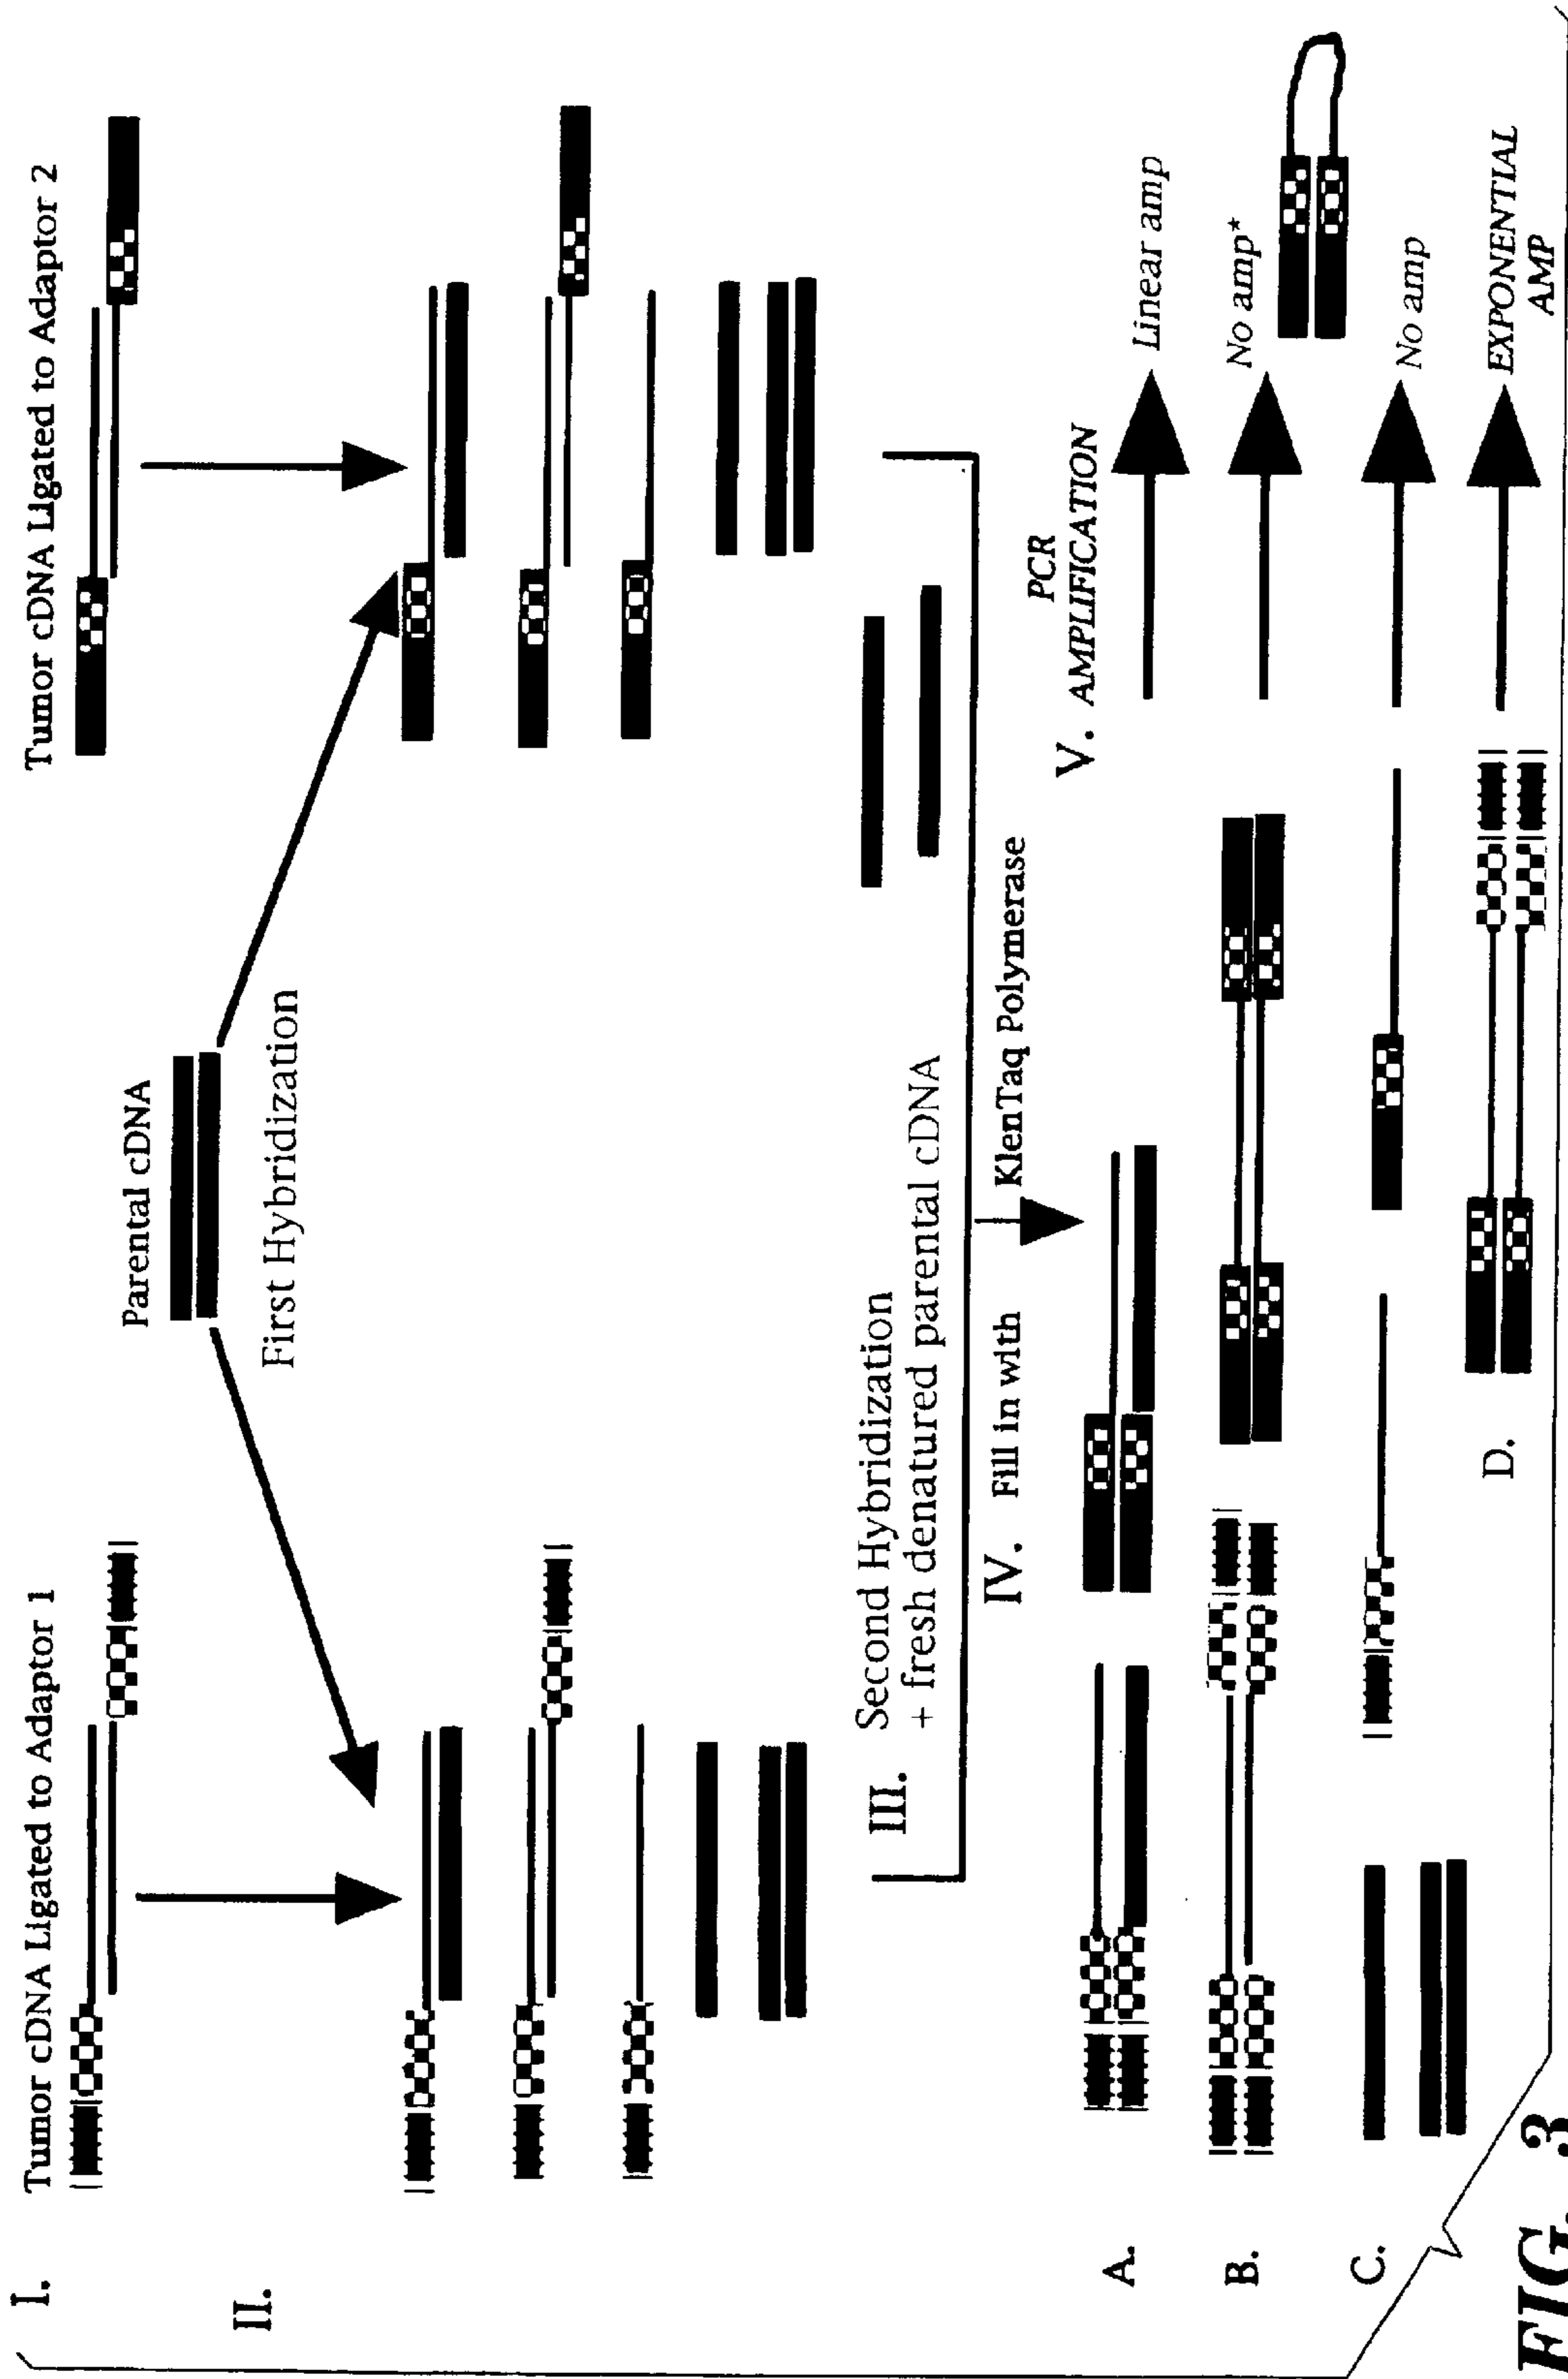 I. Tumor cDNA Ligated to Adaptor 1
Tumor cDNA Ligated to Adaptor 2
Parental cDNA
II.
First Hybridization
III. Second Hybridization
+ fresh denatured parental cDNA
IV. Fill in with KlenTaq Polymerase
PCR
V. AMPLIFICATION
A.
Linear amp
B.
No amp*
C.
No amp
D.
EXPONENTIAL
AMP
FIG. 3